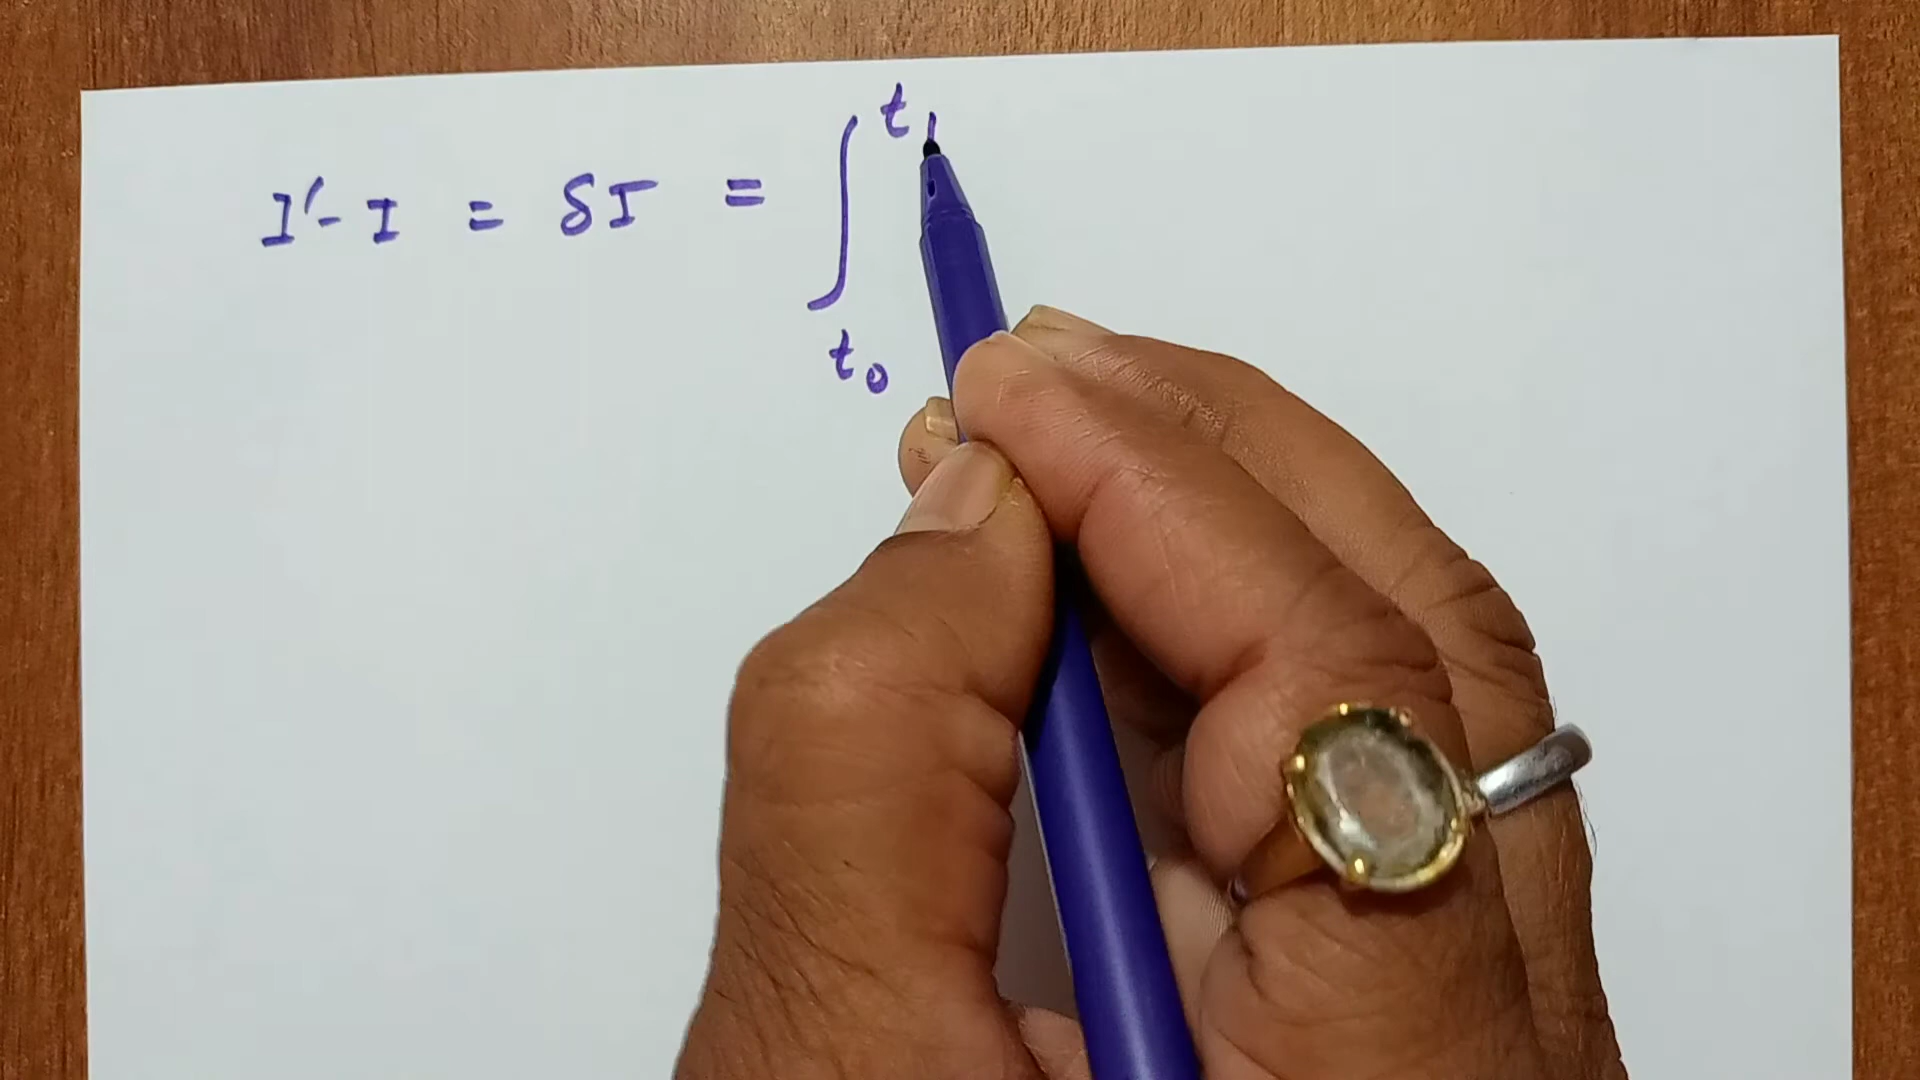 I' - I = δI = ∫_{t_0}^{t_1}